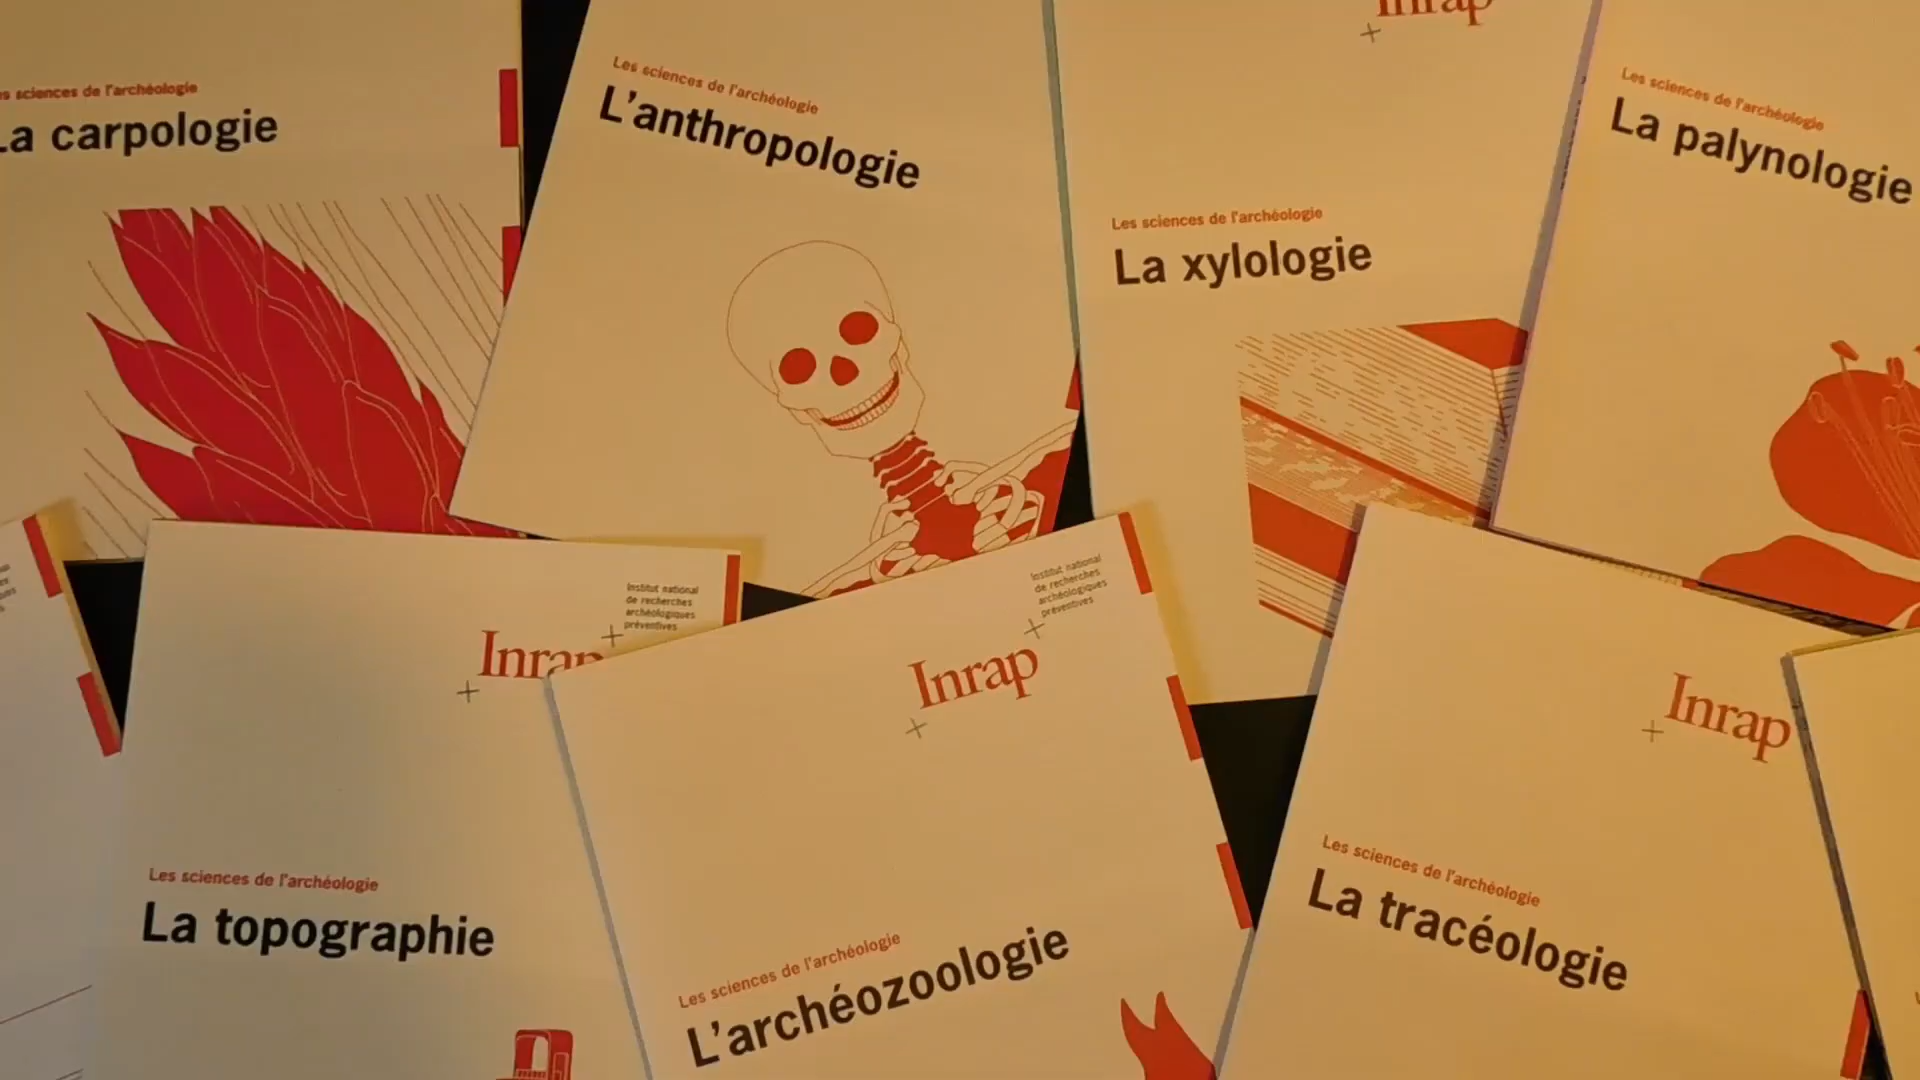 Les sciences de l'archéologie
La carpologie
Les sciences de l'archéologie
L'anthropologie
Inrap
Les sciences de l'archéologie
La xylologie
Les sciences de l'archéologie
La palynologie
Institut national
de recherches
archéologiques
préventives
Inrap
Les sciences de l'archéologie
La topographie
Institut national
de recherches
archéologiques
préventives
Inrap
Les sciences de l'archéologie
L'archéozoologie
Inrap
Les sciences de l'archéologie
La tracéologie